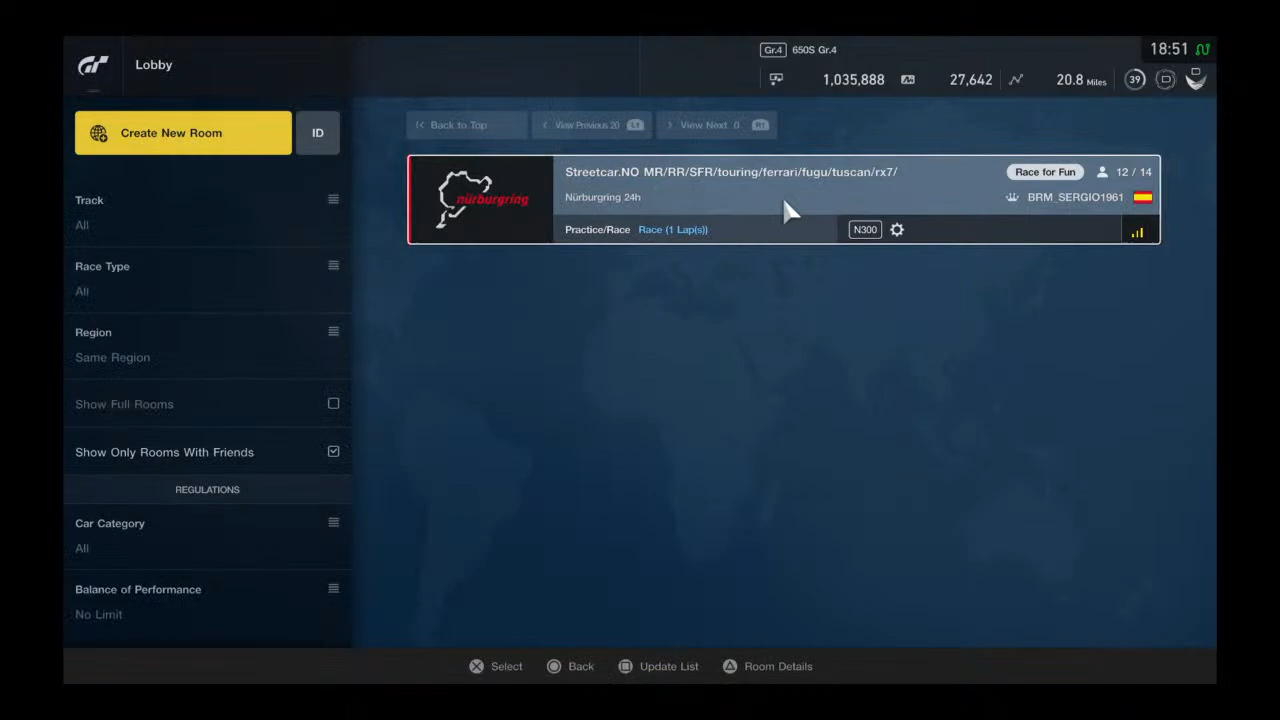 GT
Lobby
Gr.4 650S Gr.4
18:51
1,035,888
27,642
20.8 Miles
39
D
Create New Room
ID
Back to Top
View Previous 20 L1
View Next 0 R1
Track
All
Race Type
All
Region
Same Region
Show Full Rooms
Show Only Rooms With Friends
REGULATIONS
Car Category
All
Balance of Performance
No Limit
nürburgring
Streetcar.NO MR/RR/SFR/touring/ferrari/fugu/tuscan/rx7/
Race for Fun
12 / 14
Nürburgring 24h
BRM_SERGIO1961
Practice/Race Race (1 Lap(s))
N300
Select
Back
Update List
Room Details